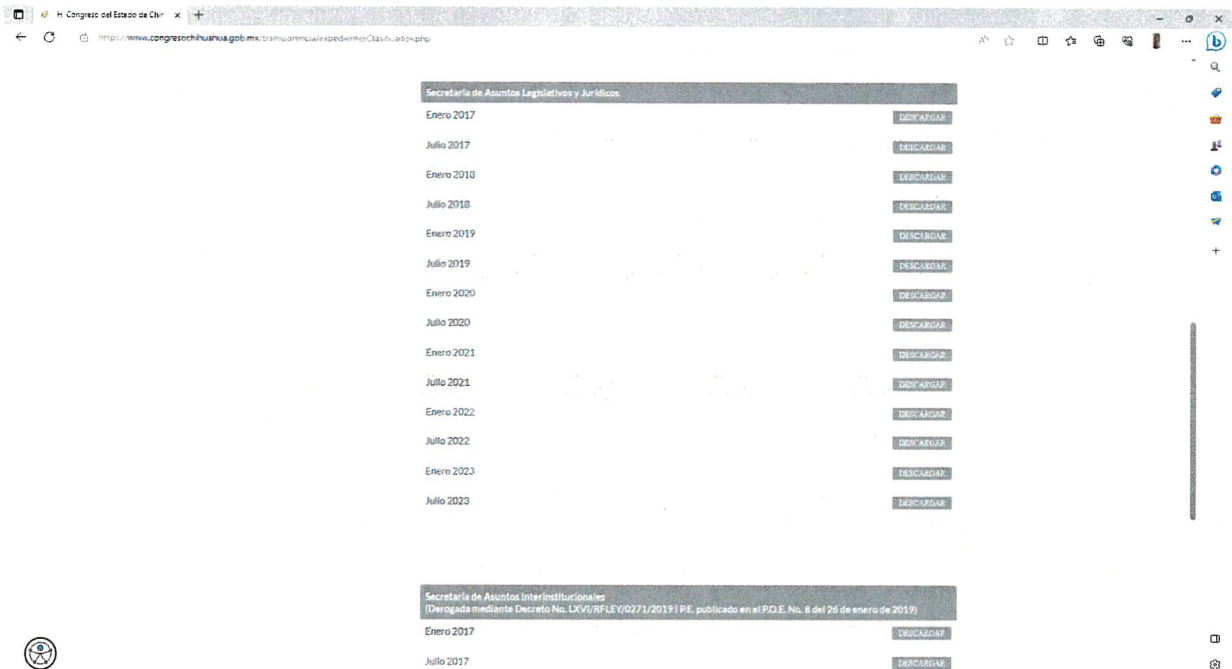 H Congreso del Estado de Chi
https://www.congresochihuahua.gob.mx/transparencia/expedientesClasificados.php
Secretaría de Asuntos Legislativos y Jurídicos
Enero 2017 DESCARGAR
Julio 2017 DESCARGAR
Enero 2018 DESCARGAR
Julio 2018 DESCARGAR
Enero 2019 DESCARGAR
Julio 2019 DESCARGAR
Enero 2020 DESCARGAR
Julio 2020 DESCARGAR
Enero 2021 DESCARGAR
Julio 2021 DESCARGAR
Enero 2022 DESCARGAR
Julio 2022 DESCARGAR
Enero 2023 DESCARGAR
Julio 2023 DESCARGAR
Secretaría de Asuntos Interinstitucionales
(Derogada mediante Decreto No. LXVI/RFLEY/0271/2019 I P.E. publicado en el P.O.E. No. 8 del 26 de enero de 2019)
Enero 2017 DESCARGAR
Julio 2017 DESCARGAR